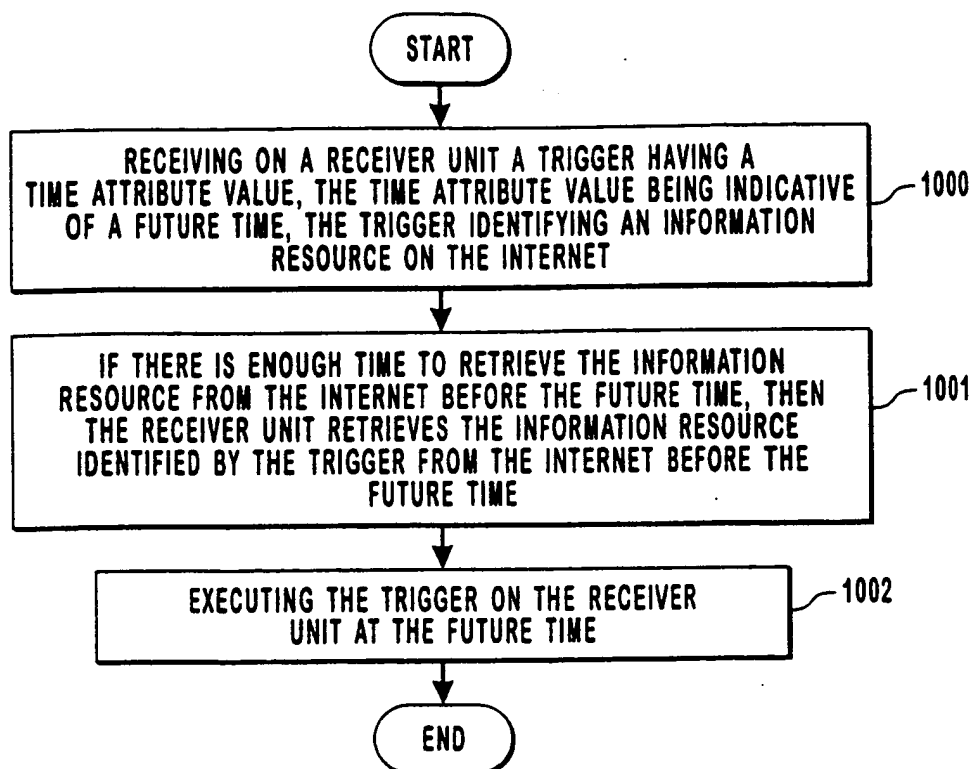 START
RECEIVING ON A RECEIVER UNIT A TRIGGER HAVING A
TIME ATTRIBUTE VALUE, THE TIME ATTRIBUTE VALUE BEING INDICATIVE
OF A FUTURE TIME, THE TRIGGER IDENTIFYING AN INFORMATION
RESOURCE ON THE INTERNET
1000
IF THERE IS ENOUGH TIME TO RETRIEVE THE INFORMATION
RESOURCE FROM THE INTERNET BEFORE THE FUTURE TIME, THEN
THE RECEIVER UNIT RETRIEVES THE INFORMATION RESOURCE
IDENTIFIED BY THE TRIGGER FROM THE INTERNET BEFORE THE
FUTURE TIME
1001
EXECUTING THE TRIGGER ON THE RECEIVER
UNIT AT THE FUTURE TIME
1002
END